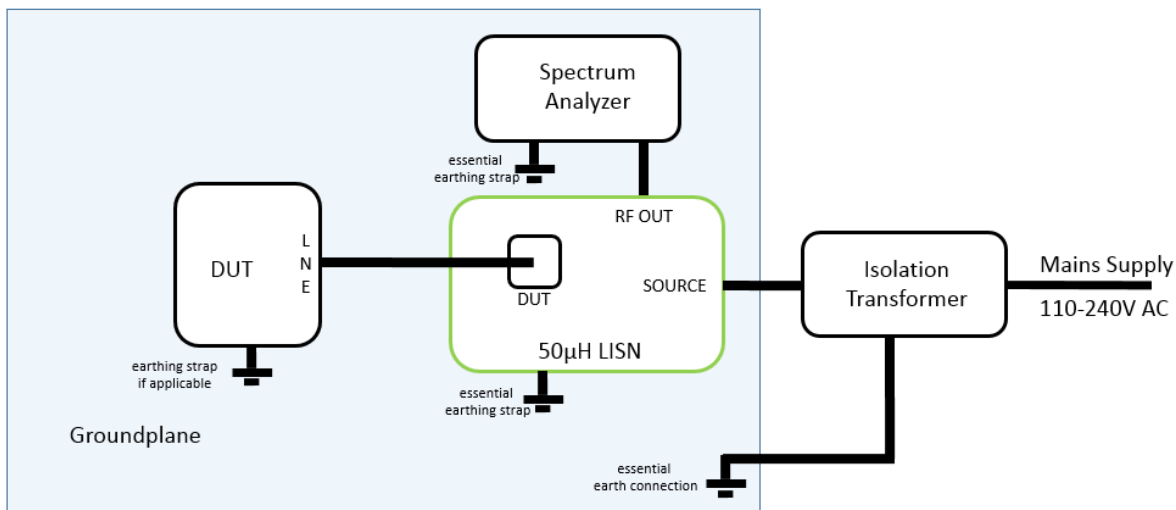 Spectrum
Analyzer
essential
earthing strap
RF OUT
L
N
E
DUT
DUT
SOURCE
50µH LISN
Isolation
Transformer
Mains Supply
110-240V AC
earthing strap
if applicable
essential
earthing strap
Groundplane
essential
earth connection